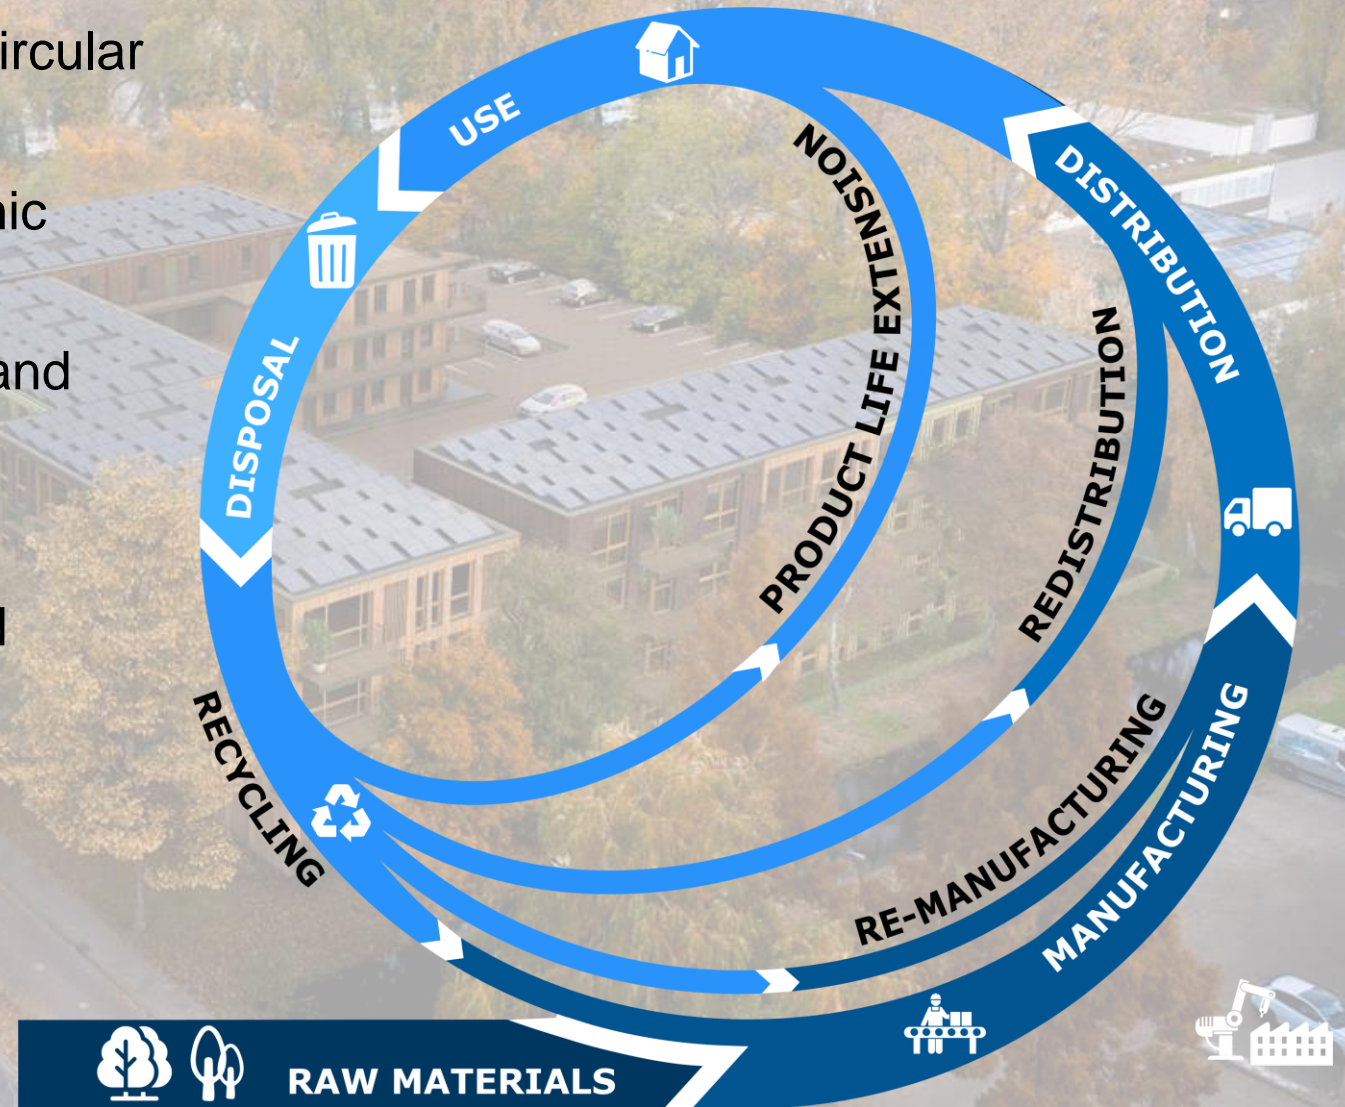 ircular
nic
and
l
USE
DISTRIBUTION
PRODUCT LIFE EXTENSION
REDISTRIBUTION
DISPOSAL
RECYCLING
RE-MANUFACTURING
MANUFACTURING
RAW MATERIALS